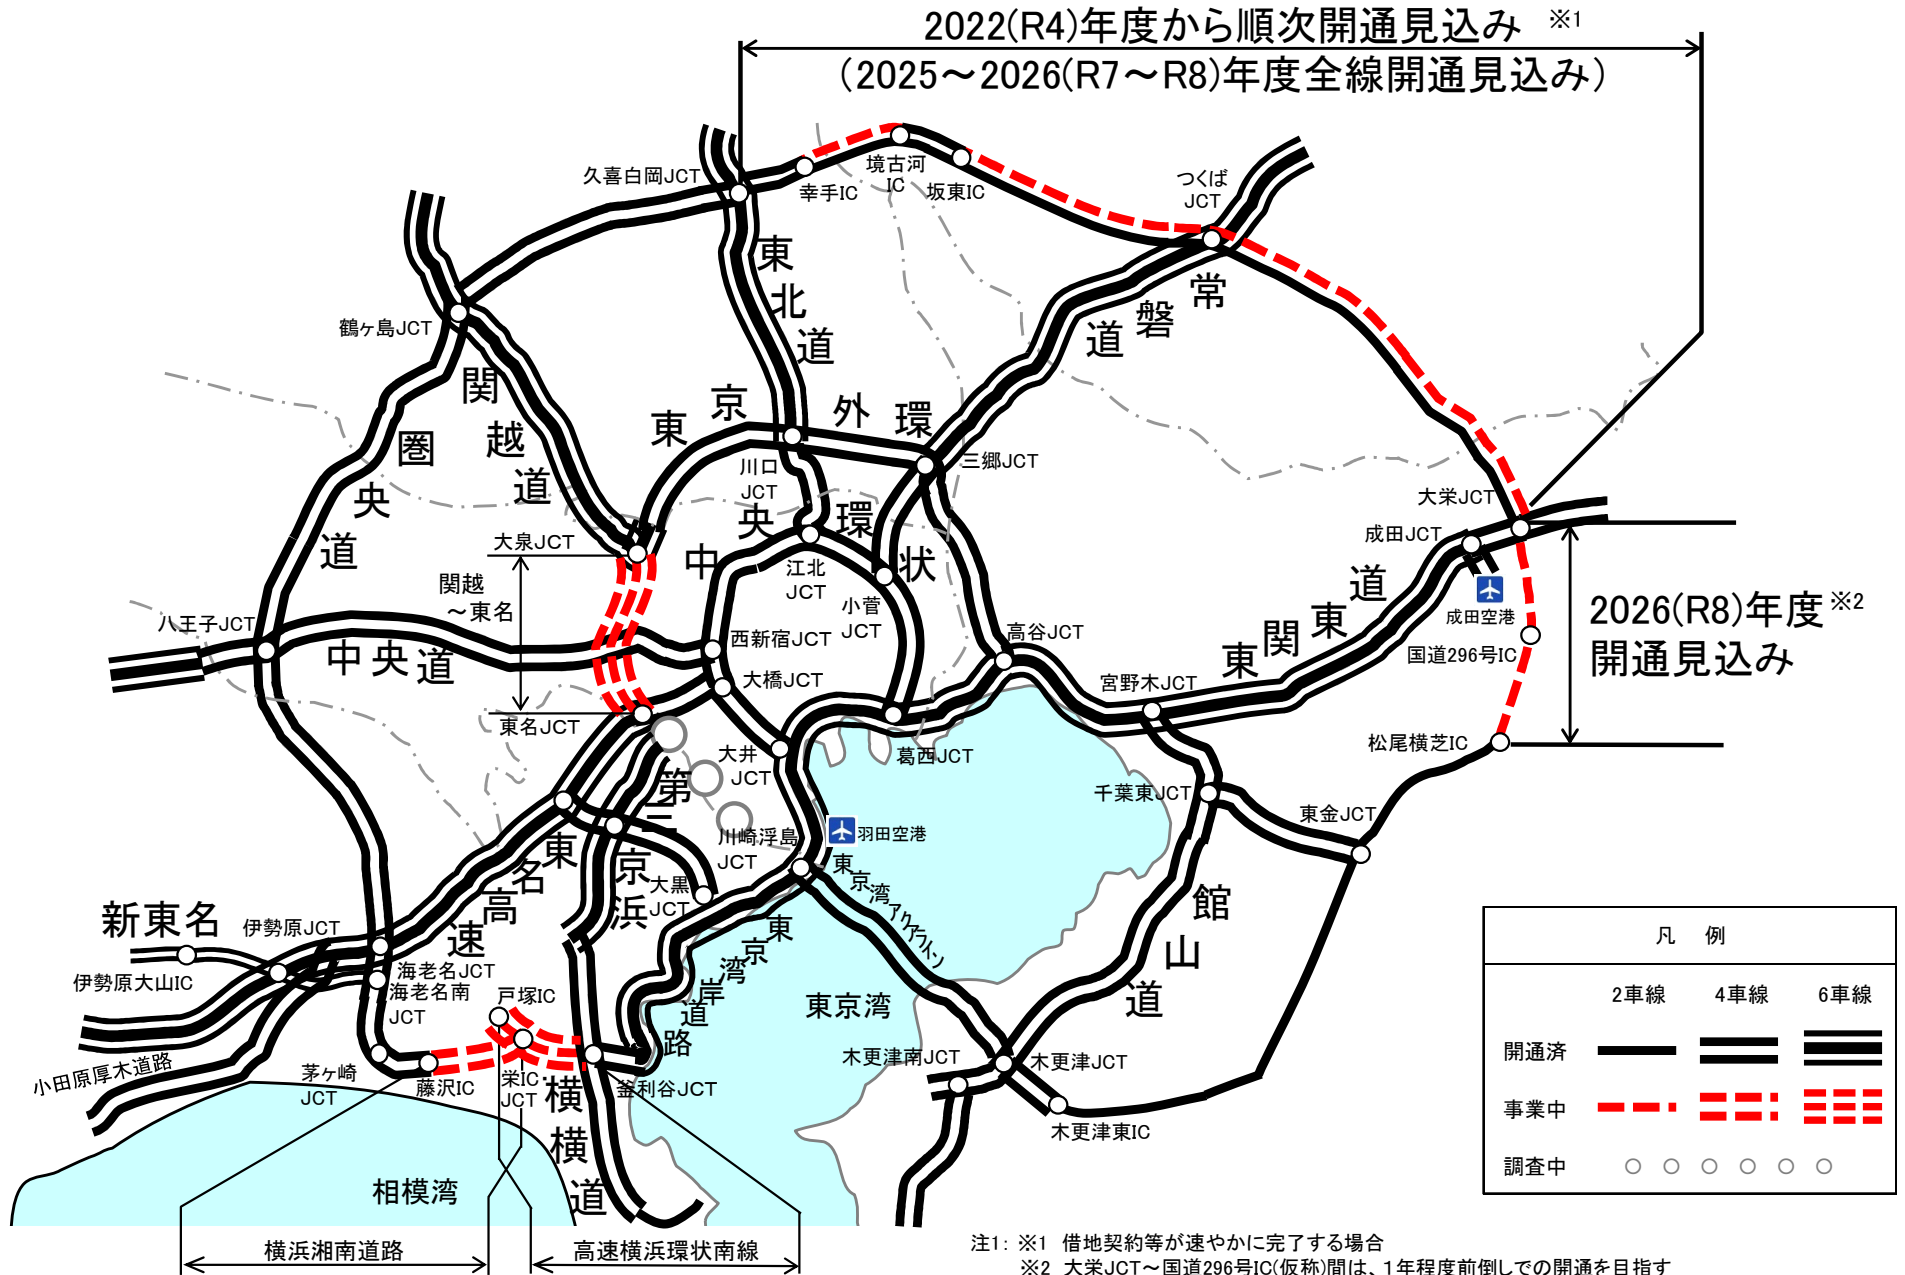 2022(R4)年度から順次開通見込み ※1
（2025～2026(R7～R8)年度全線開通見込み）
久喜白岡JCT
幸手IC
境古河
IC
坂東IC
つくば
JCT
鶴ヶ島JCT
東北道
常磐道
関越道
圏央道
東京外環
川口
JCT
三郷JCT
大栄JCT
成田JCT
成田空港
国道296号IC
2026(R8)年度※2
開通見込み
松尾横芝IC
大泉JCT
関越
～東名
東名JCT
中央環状
江北
JCT
小菅
JCT
八王子JCT
中央道
西新宿JCT
大橋JCT
高谷JCT
宮野木JCT
東関東道
大井
JCT
葛西JCT
千葉東JCT
東金JCT
第三京浜
川崎浮島
JCT
羽田空港
東京湾アクアラトン
大黒
JCT
東名高速
新東名
伊勢原JCT
伊勢原大山IC
海老名JCT
海老名南
JCT
戸塚IC
東京湾岸道路
東京湾
館山道
木更津南JCT
木更津JCT
木更津東IC
小田原厚木道路
茅ヶ崎
JCT
藤沢IC
栄IC
JCT
釜利谷JCT
横横道
相模湾
横浜湘南道路
高速横浜環状南線
凡 例
2車線 4車線 6車線
開通済
事業中
調査中
注1: ※1 借地契約等が速やかに完了する場合
※2 大栄JCT～国道296号IC(仮称)間は、1年程度前倒しでの開通を目指す